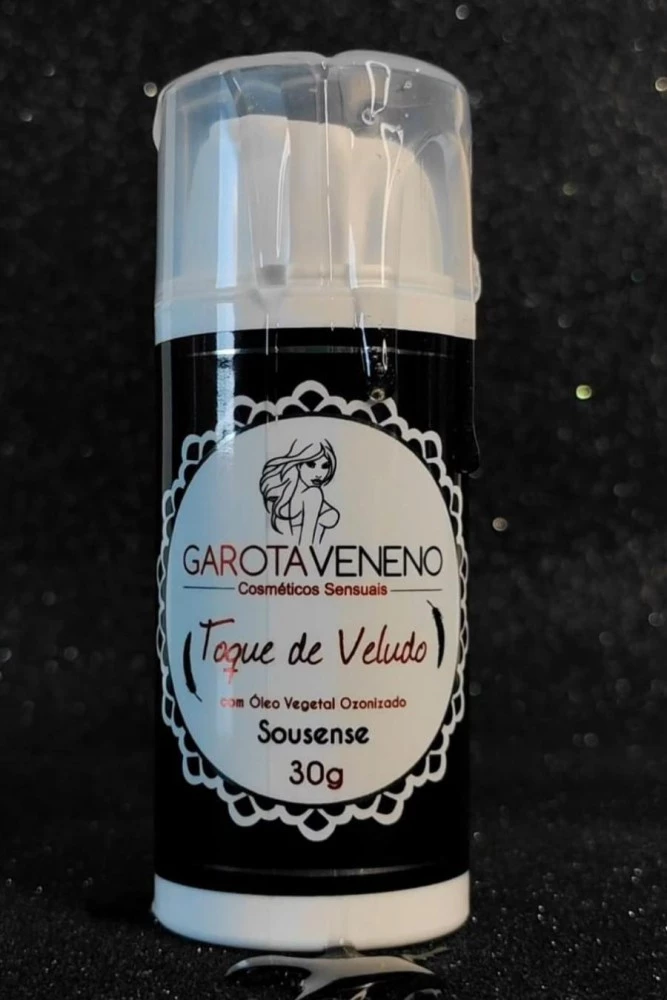 GAROTAVENENO
Cosméticos Sensuais
Toque de Veludo
com Óleo Vegetal Ozonizado
Sousense
30g